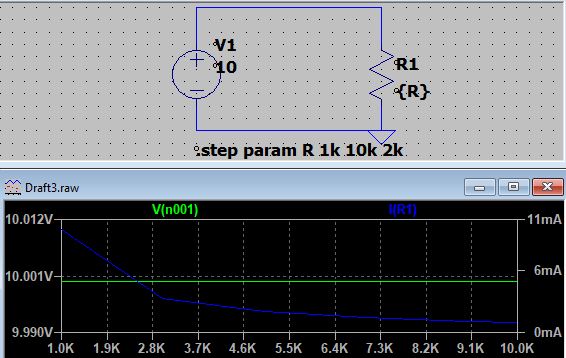 V1
10
R1
{R}
.step param R 1k 10k 2k
Draft3.raw
V(n001) I(R1)
10.012V 11mA
10.001V 6mA
9.990V 0mA
1.0K 1.9K 2.8K 3.7K 4.6K 5.5K 6.4K 7.3K 8.2K 9.1K 10.0K